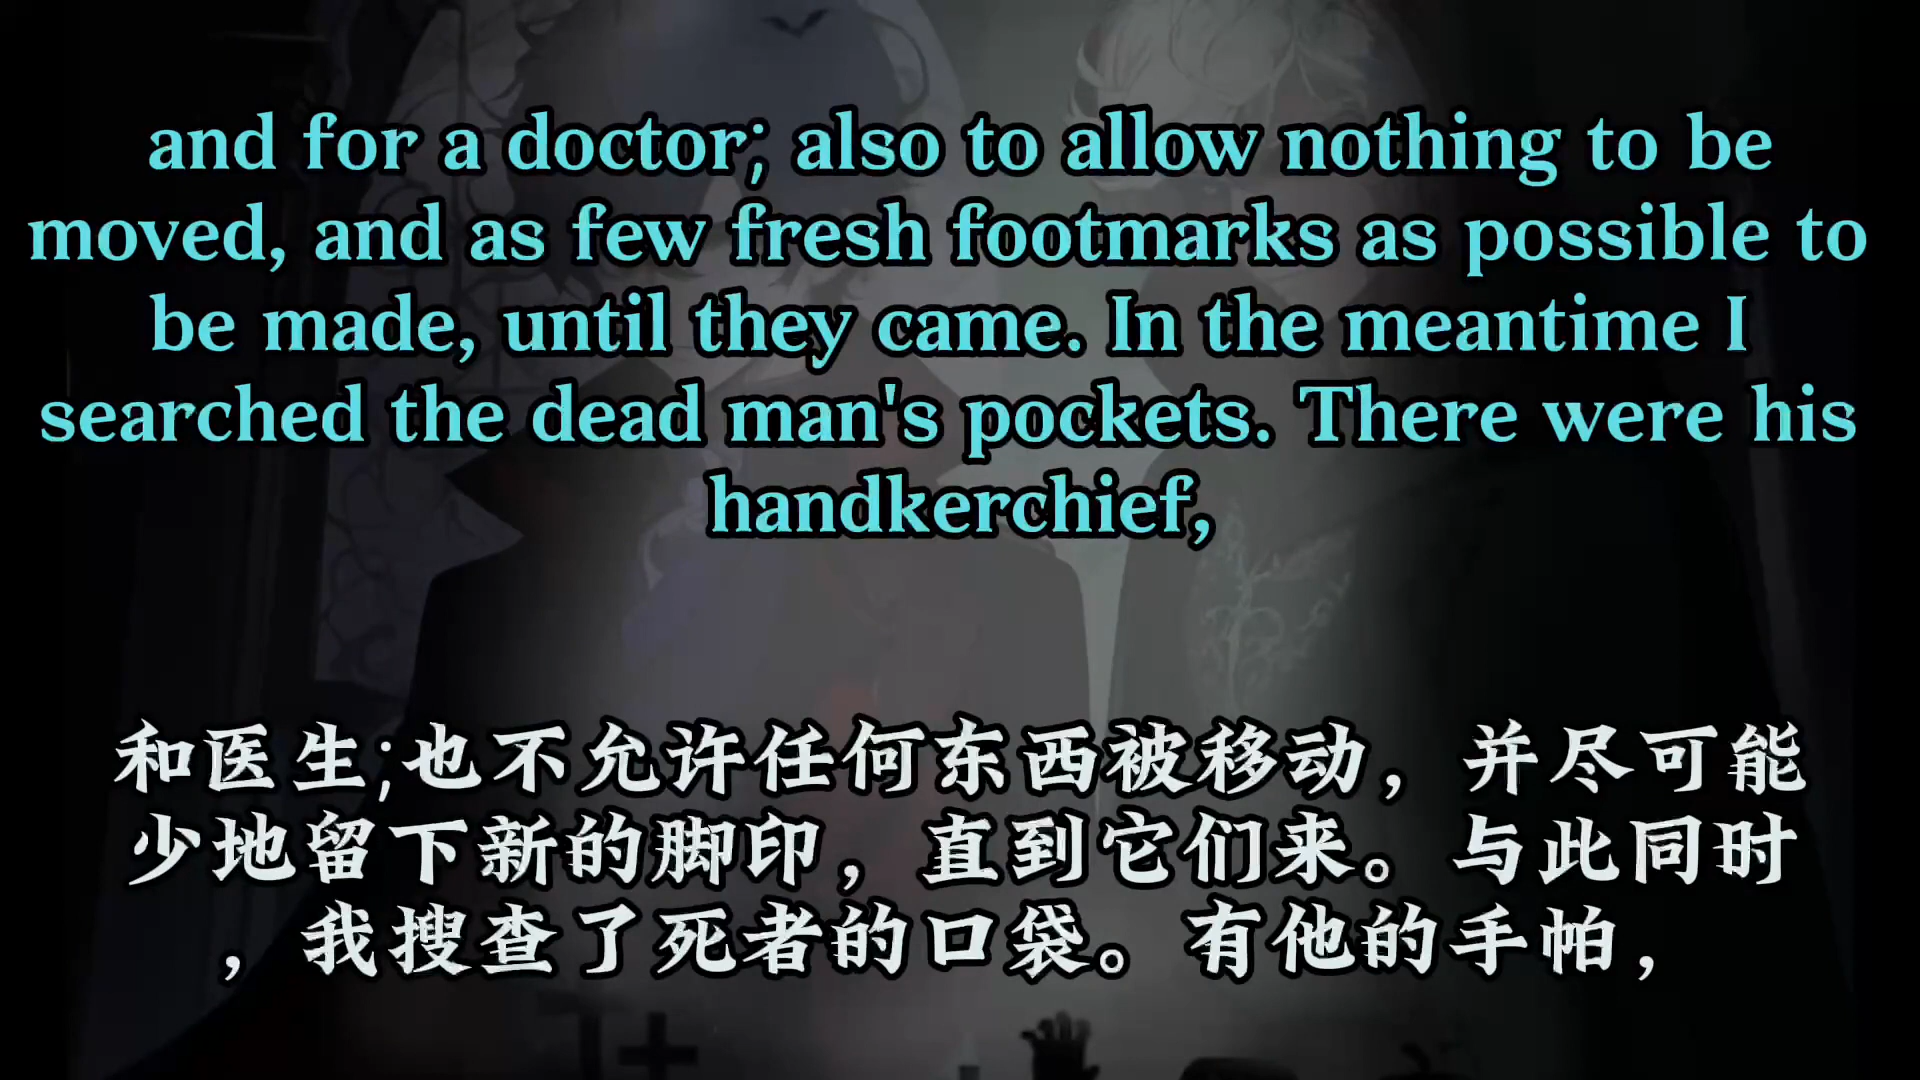 and for a doctor; also to allow nothing to be
moved, and as few fresh footmarks as possible to
be made, until they came. In the meantime I
searched the dead man's pockets. There were his
handkerchief,
和医生;也不允许任何东西被移动，并尽可能
少地留下新的脚印，直到它们来。与此同时
，我搜查了死者的口袋。有他的手帕，